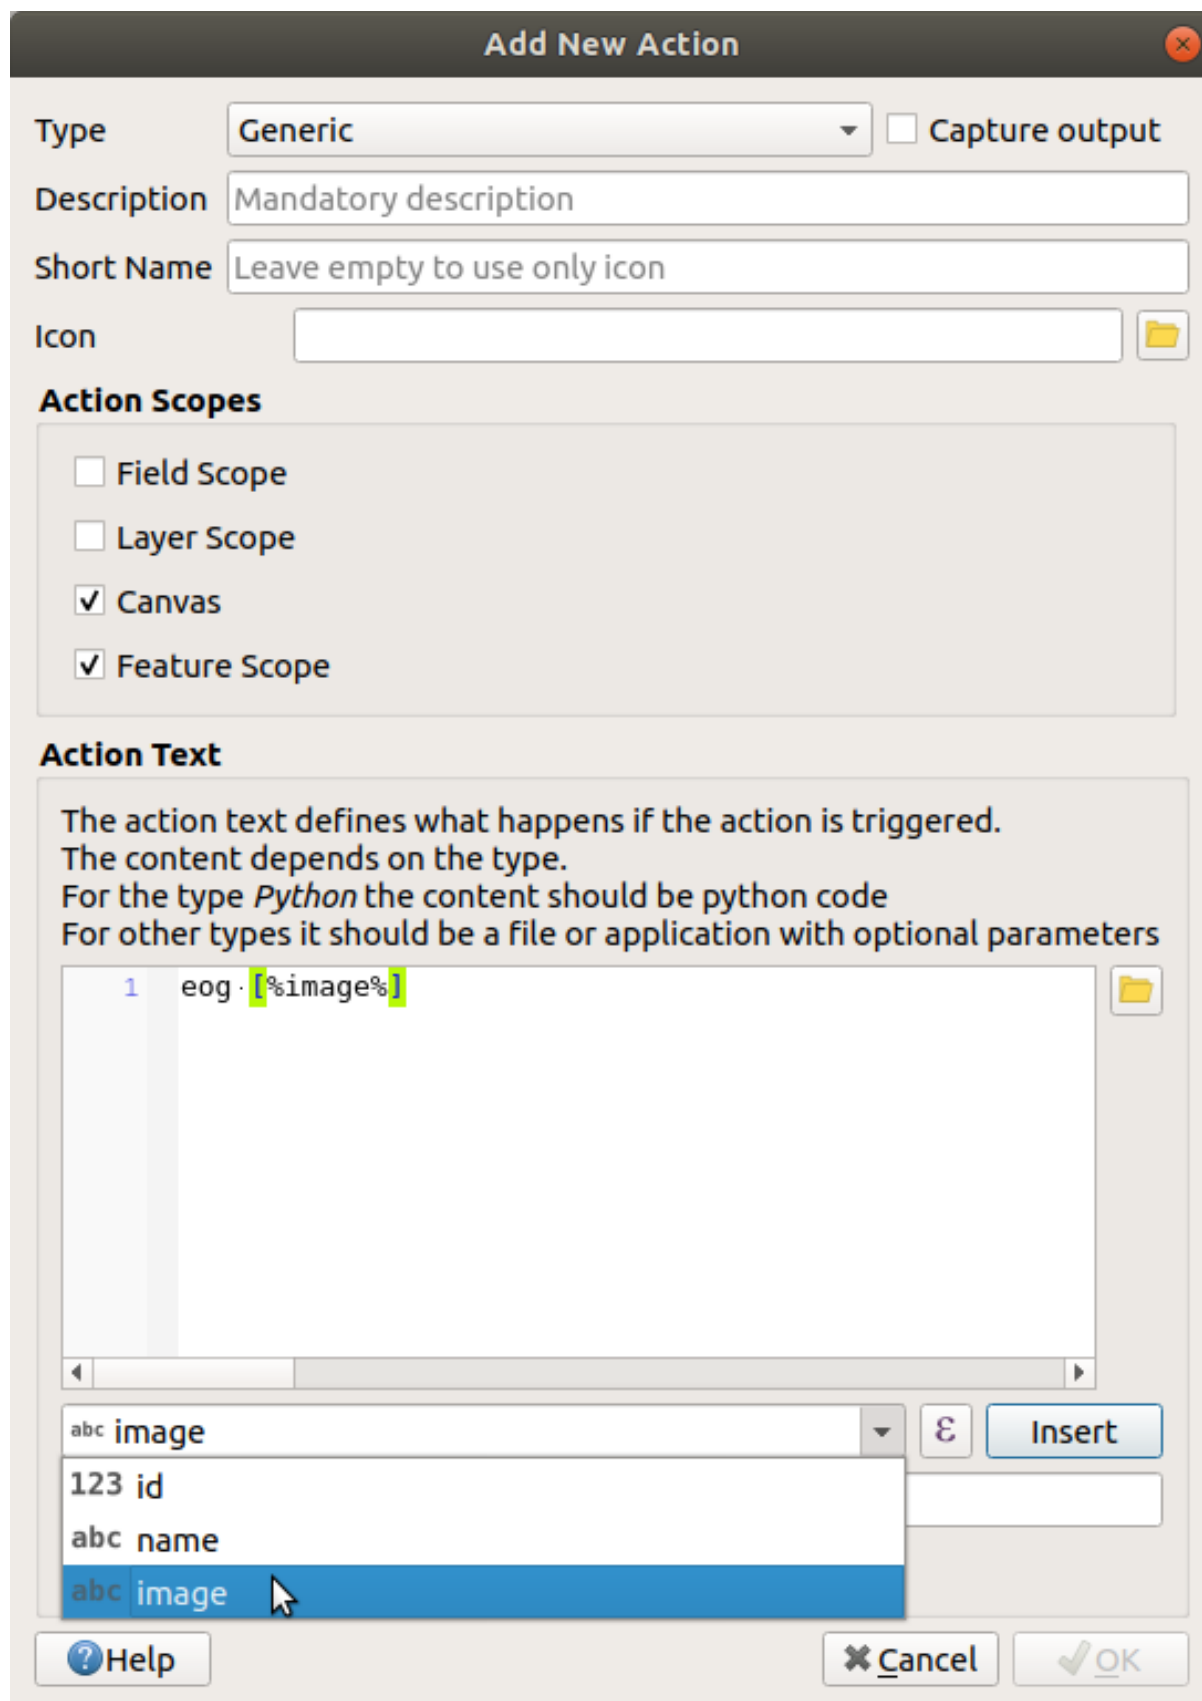 Add New Action
Type Generic Capture output
Description Mandatory description
Short Name Leave empty to use only icon
Icon
Action Scopes
Field Scope
Layer Scope
Canvas
Feature Scope
Action Text
The action text defines what happens if the action is triggered.
The content depends on the type.
For the type Python the content should be python code
For other types it should be a file or application with optional parameters
1 eog·[%image%]
abc image ε Insert
123 id
abc name
abc image
?Help Cancel OK